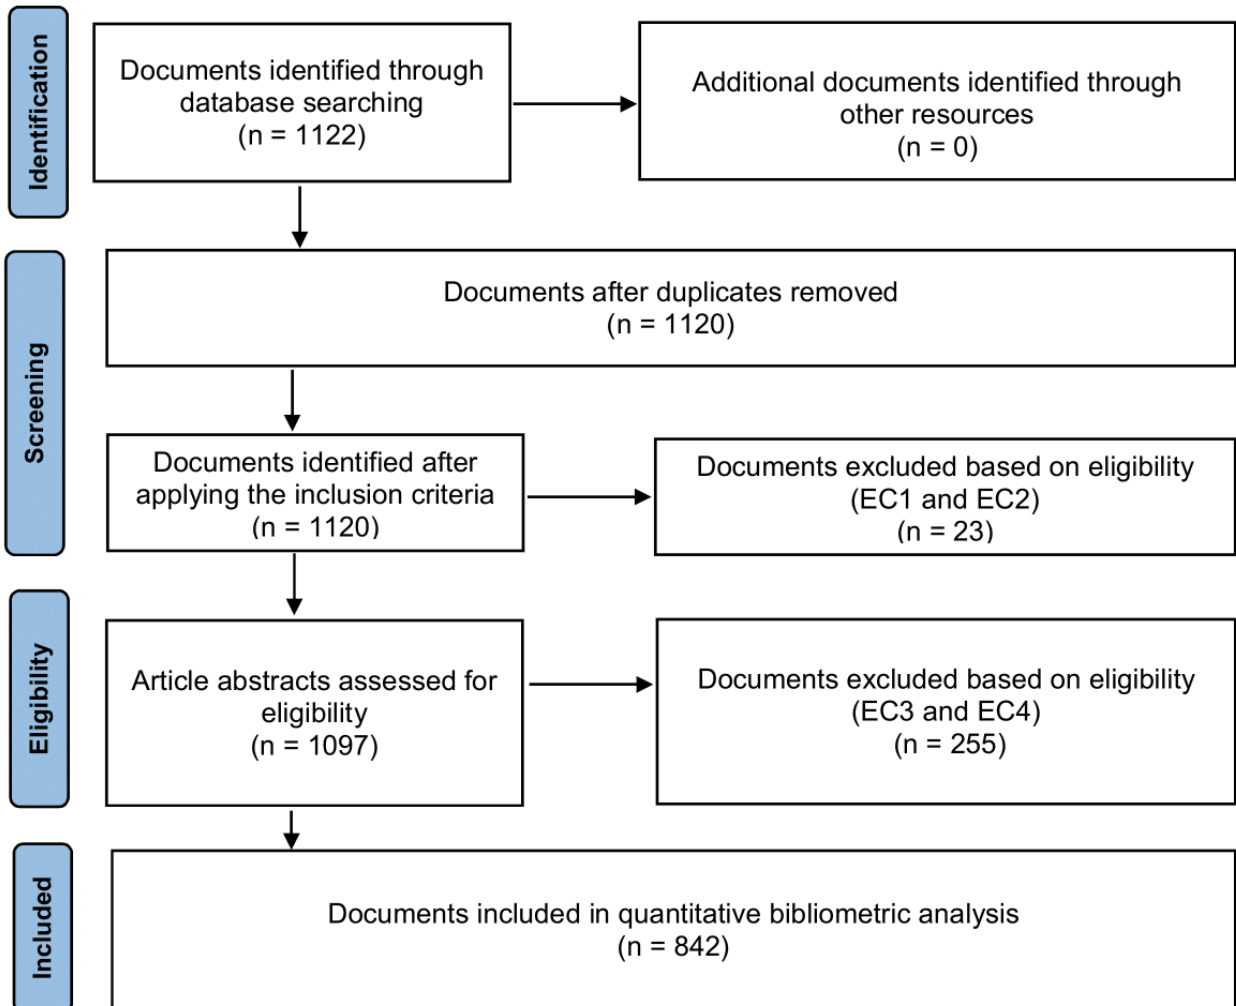 Identification
Documents identified through
database searching
(n = 1122)
Additional documents identified through
other resources
(n = 0)
Screening
Documents after duplicates removed
(n = 1120)
Documents identified after
applying the inclusion criteria
(n = 1120)
Documents excluded based on eligibility
(EC1 and EC2)
(n = 23)
Eligibility
Article abstracts assessed for
eligibility
(n = 1097)
Documents excluded based on eligibility
(EC3 and EC4)
(n = 255)
Included
Documents included in quantitative bibliometric analysis
(n = 842)